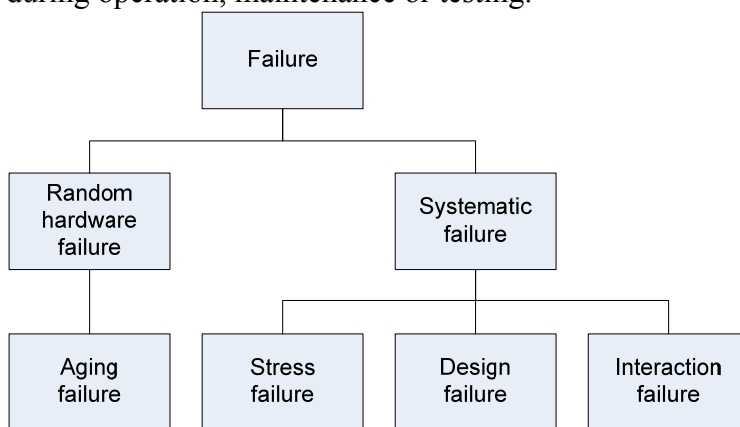 during operation, maintenance or testing.
Failure
Random
hardware
failure
Systematic
failure
Aging
failure
Stress
failure
Design
failure
Interaction
failure